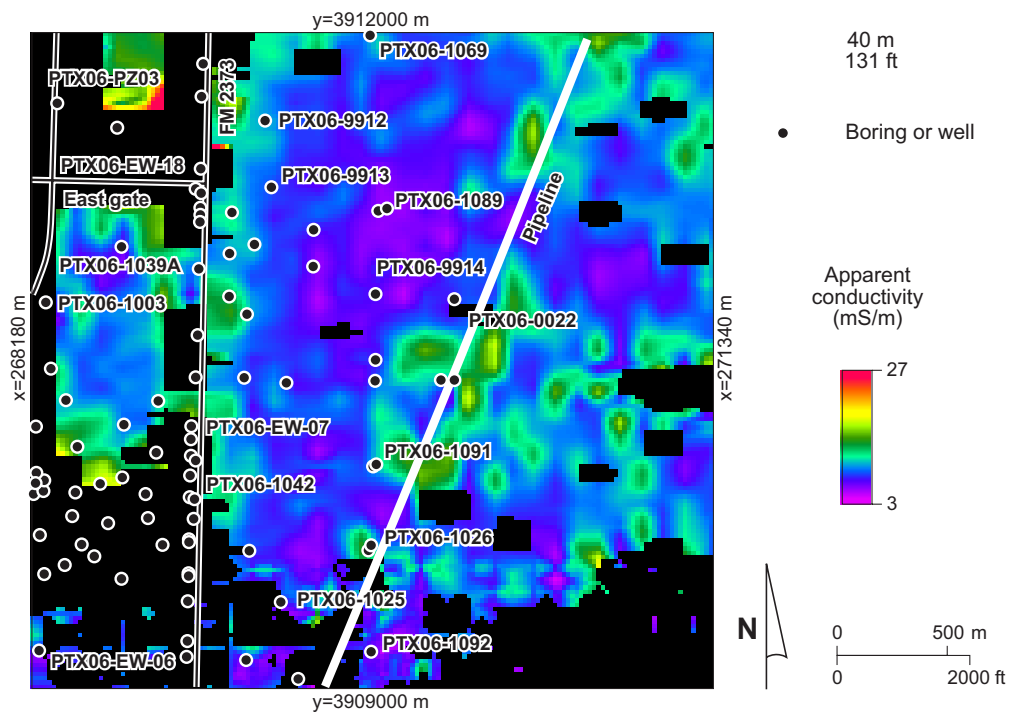 y=3912000 m
PTX06-1069
PTX06-PZ03
FM 2373
PTX06-9912
PTX06-EW-18
PTX06-9913
East gate
PTX06-1089
Pipeline
PTX06-1039A
PTX06-9914
PTX06-1003
PTX06-0022
x=268180 m
x=271340 m
PTX06-EW-07
PTX06-1091
PTX06-1042
PTX06-1026
PTX06-1025
PTX06-1092
PTX06-EW-06
y=3909000 m
40 m
131 ft
Boring or well
Apparent
conductivity
(mS/m)
27
3
N
0 500 m
0 2000 ft